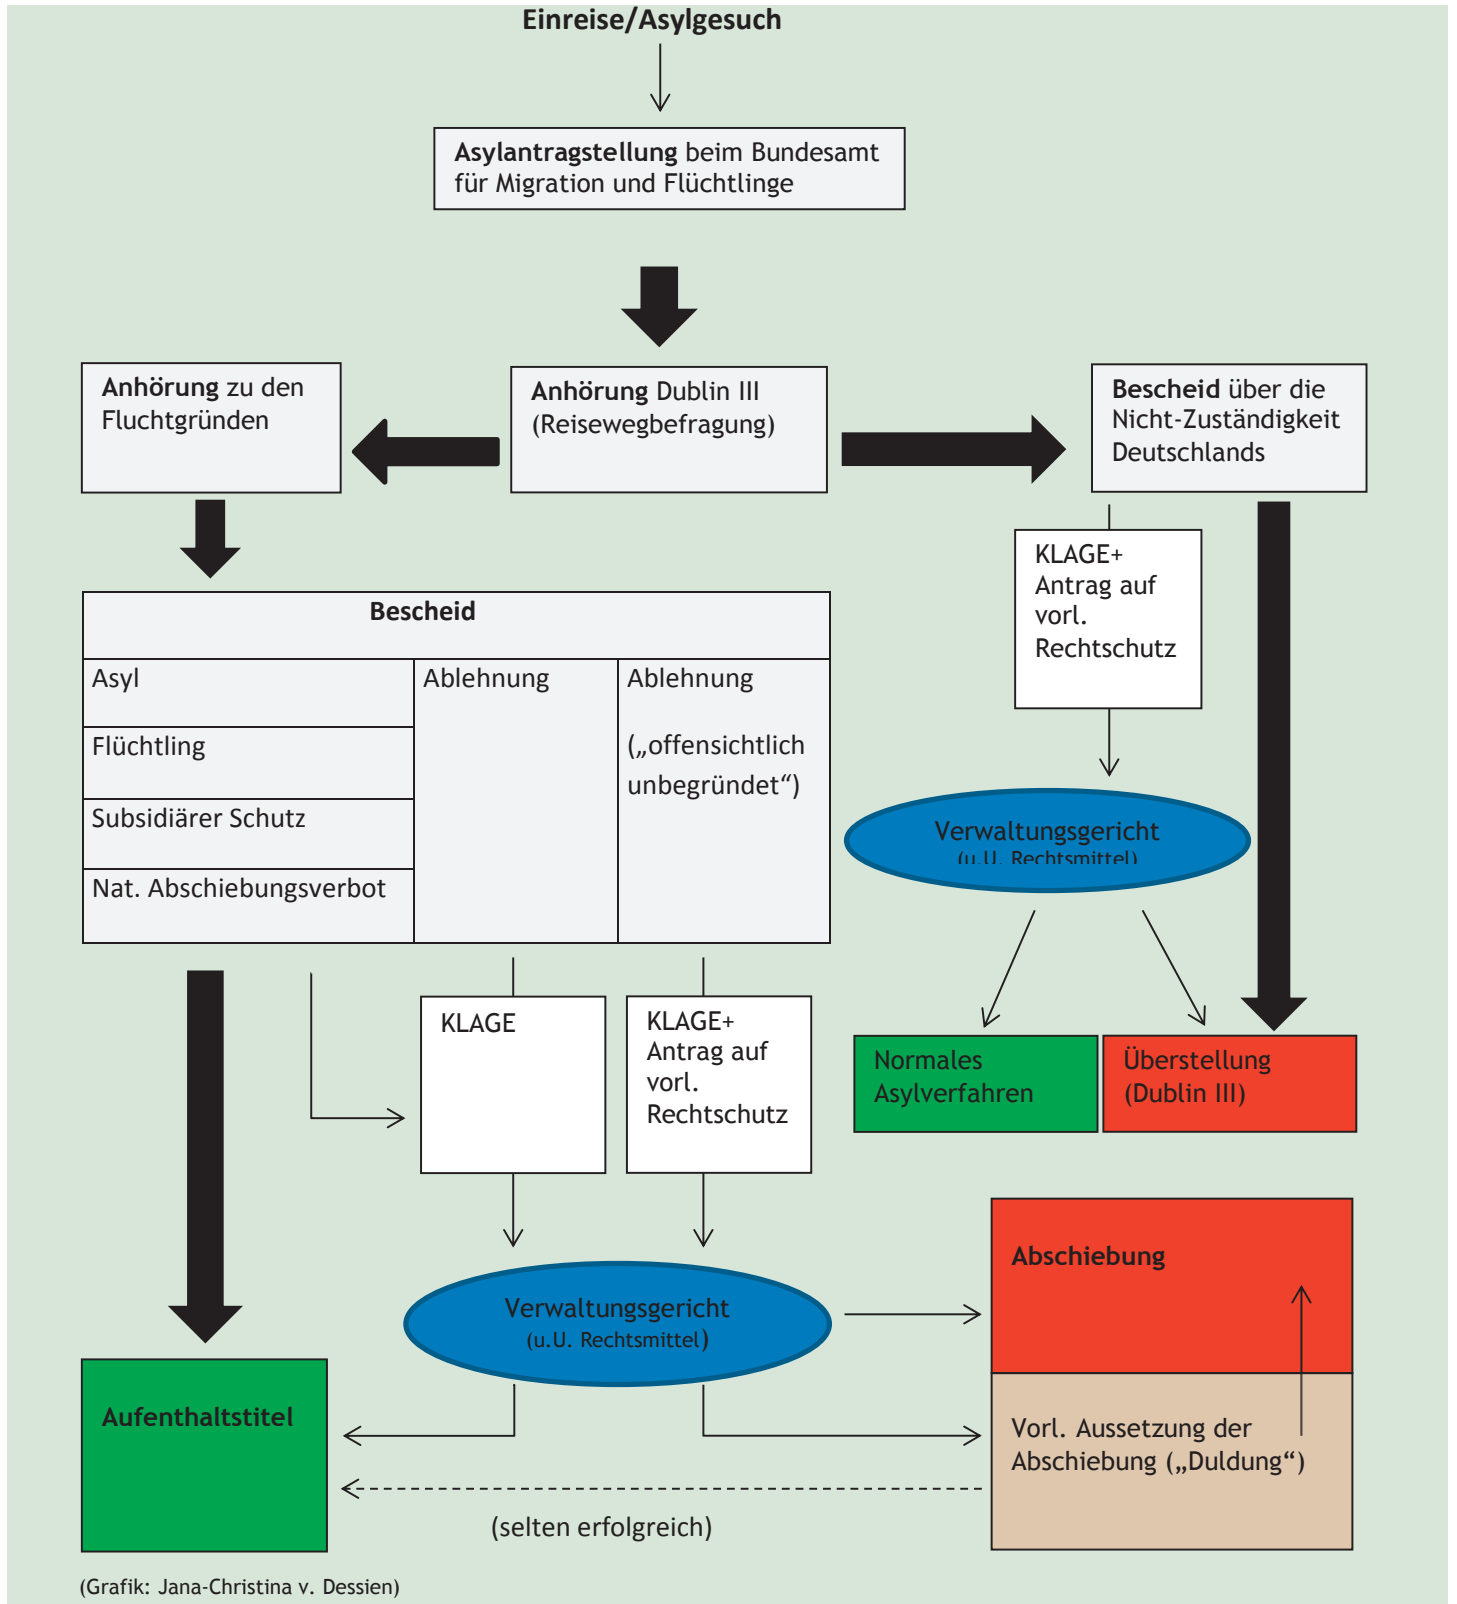 Einreise/Asylgesuch
Asylantragstellung beim Bundesamt
für Migration und Flüchtlinge
Anhörung zu den
Fluchtgründen
Anhörung Dublin III
(Reisewegbefragung)
Bescheid über die
Nicht-Zuständigkeit
Deutschlands
KLAGE+
Antrag auf
vorl.
Rechtschutz
Bescheid
Asyl
Flüchtling
Subsidiärer Schutz
Nat. Abschiebungsverbot
Ablehnung
Ablehnung
(„offensichtlich
unbegründet“)
Verwaltungsgericht
(u.U. Rechtsmittel)
KLAGE
KLAGE+
Antrag auf
vorl.
Rechtschutz
Normales
Asylverfahren
Überstellung
(Dublin III)
Verwaltungsgericht
(u.U. Rechtsmittel)
Abschiebung
Aufenthaltstitel
Vorl. Aussetzung der
Abschiebung („Duldung“)
(selten erfolgreich)
(Grafik: Jana-Christina v. Dessien)